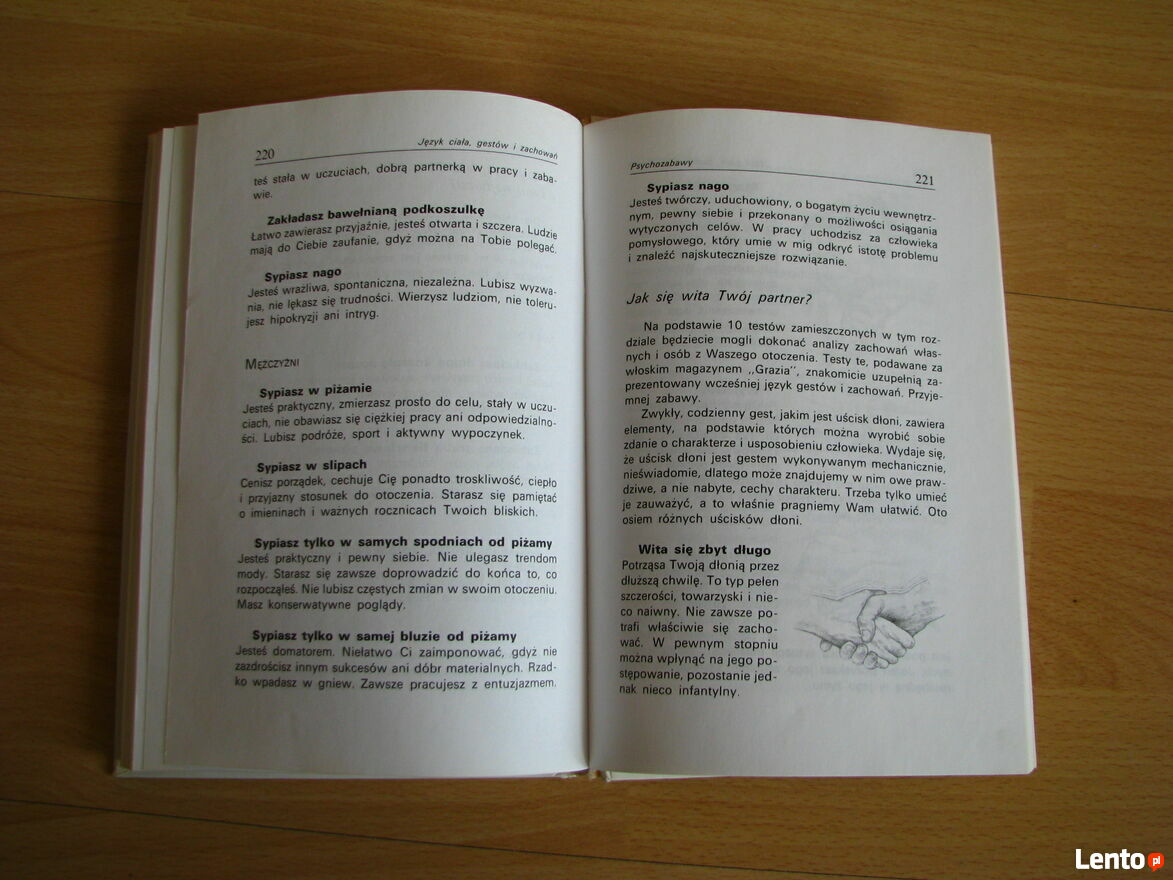 220
Język ciała, gestów i zachowań
teś stała w uczuciach, dobrą partnerką w pracy i zaba-
wie.
Zakładasz bawełnianą podkoszulkę
Łatwo zawierasz przyjaźnie, jesteś otwarta i szczera. Ludzie
mają do Ciebie zaufanie, gdyż można na Tobie polegać.
Sypiasz nago
Jesteś wrażliwa, spontaniczna, niezależna. Lubisz wyzwa-
nia, nie lękasz się trudności. Wierzysz ludziom, nie toleru-
jesz hipokryzji ani intryg.
MĘŻCZYŹNI
Sypiasz w piżamie
Jesteś praktyczny, zmierzasz prosto do celu, stały w uczu-
ciach, nie obawiasz się ciężkiej pracy ani odpowiedzialno-
ści. Lubisz podróże, sport i aktywny wypoczynek.
Sypiasz w slipach
Cenisz porządek, cechuje Cię ponadto troskliwość, ciepło
i przyjazny stosunek do otoczenia. Starasz się pamiętać
o imieninach i ważnych rocznicach Twoich bliskich.
Sypiasz tylko w samych spodniach od piżamy
Jesteś praktyczny i pewny siebie. Nie ulegasz trendom
mody. Starasz się zawsze doprowadzić do końca to, co
rozpocząłeś. Nie lubisz częstych zmian w swoim otoczeniu.
Masz konserwatywne poglądy.
Sypiasz tylko w samej bluzie od piżamy
Jesteś domatorem. Niełatwo Ci zaimponować, gdyż nie
zazdrościsz innym sukcesów ani dóbr materialnych. Rzad-
ko wpadasz w gniew. Zawsze pracujesz z entuzjazmem.
Psychozabawy
221
Sypiasz nago
Jesteś twórczy, uduchowiony, o bogatym życiu wewnętrz-
nym, pewny siebie i przekonany o możliwości osiągania
wytyczonych celów. W pracy uchodzisz za człowieka
pomysłowego, który umie w mig odkryć istotę problemu
i znaleźć najskuteczniejsze rozwiązanie.
Jak się wita Twój partner?
Na podstawie 10 testów zamieszczonych w tym roz-
dziale będziecie mogli dokonać analizy zachowań włas-
nych i osób z Waszego otoczenia. Testy te, podawane za
włoskim magazynem „Grazia", znakomicie uzupełnią za-
prezentowany wcześniej język gestów i zachowań. Przyje-
mnej zabawy.
Zwykły, codzienny gest, jakim jest uścisk dłoni, zawiera
elementy, na podstawie których można wyrobić sobie
zdanie o charakterze i usposobieniu człowieka. Wydaje się,
że uścisk dłoni jest gestem wykonywanym mechanicznie,
nieświadomie, dlatego może znajdujemy w nim owe praw-
dziwe, a nie nabyte, cechy charakteru. Trzeba tylko umieć
je zauważyć, a to właśnie pragniemy Wam ułatwić. Oto
osiem różnych uścisków dłoni.
Wita się zbyt długo
Potrząsa Twoją dłonią przez
dłuższą chwilę. To typ pełen
szczerości, towarzyski i nie-
co naiwny. Nie zawsze po-
trafi właściwie się zacho-
wać. W pewnym stopniu
można wpłynąć na jego po-
stępowanie, pozostanie jed-
nak nieco infantylny.
Lento pl